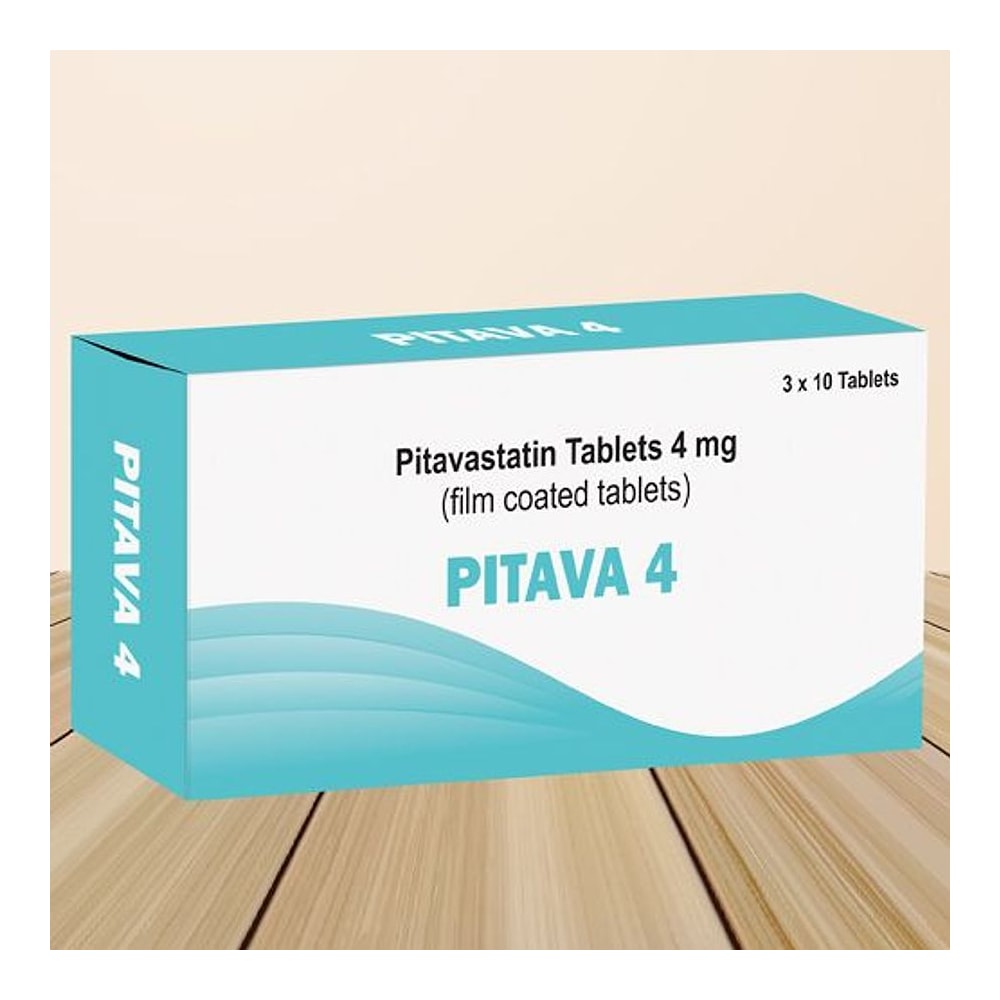 PITAVA 4
3 x 10 Tablets
Pitavastatin Tablets 4 mg
(film coated tablets)
PITAVA 4
PITAVA 4